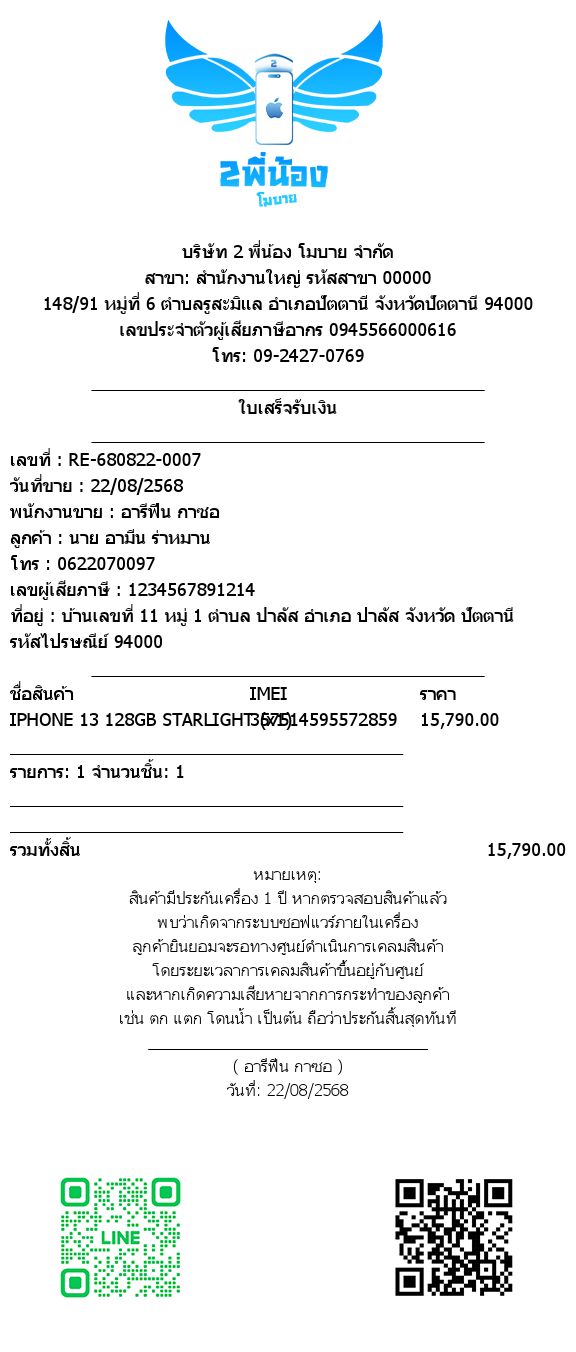 2
2พี่น้อง
โมบาย
บริษัท 2 พี่น้อง โมบาย จำกัด
สาขา: สำนักงานใหญ่ รหัสสาขา 00000
148/91 หมู่ที่ 6 ตำบลรูสะมิแล อำเภอปัตตานี จังหวัดปัตตานี 94000
เลขประจำตัวผู้เสียภาษีอากร 0945566000616
โทร: 09-2427-0769
ใบเสร็จรับเงิน
เลขที่ : RE-680822-0007
วันที่ขาย : 22/08/2568
พนักงานขาย : อารีฟีน กาซอ
ลูกค้า : นาย อามีน ร่าหมาน
โทร : 0622070097
เลขผู้เสียภาษี : 1234567891214
ที่อยู่ : บ้านเลขที่ 11 หมู่ 1 ตำบล ปาลัส อำเภอ ปาลัส จังหวัด ปัตตานี
รหัสไปรษณีย์ 94000
ชื่อสินค้า IMEI ราคา
IPHONE 13 128GB STARLIGHT (x1) 357514595572859 15,790.00
รายการ: 1 จำนวนชิ้น: 1
รวมทั้งสิ้น 15,790.00
หมายเหตุ:
สินค้ามีประกันเครื่อง 1 ปี หากตรวจสอบสินค้าแล้ว
พบว่าเกิดจากระบบซอฟแวร์ภายในเครื่อง
ลูกค้ายินยอมจะรอทางศูนย์ดำเนินการเคลมสินค้า
โดยระยะเวลาการเคลมสินค้าขึ้นอยู่กับศูนย์
และหากเกิดความเสียหายจากการกระทำของลูกค้า
เช่น ตก แตก โดนน้ำ เป็นต้น ถือว่าประกันสิ้นสุดทันที
( อารีฟีน กาซอ )
วันที่: 22/08/2568
LINE